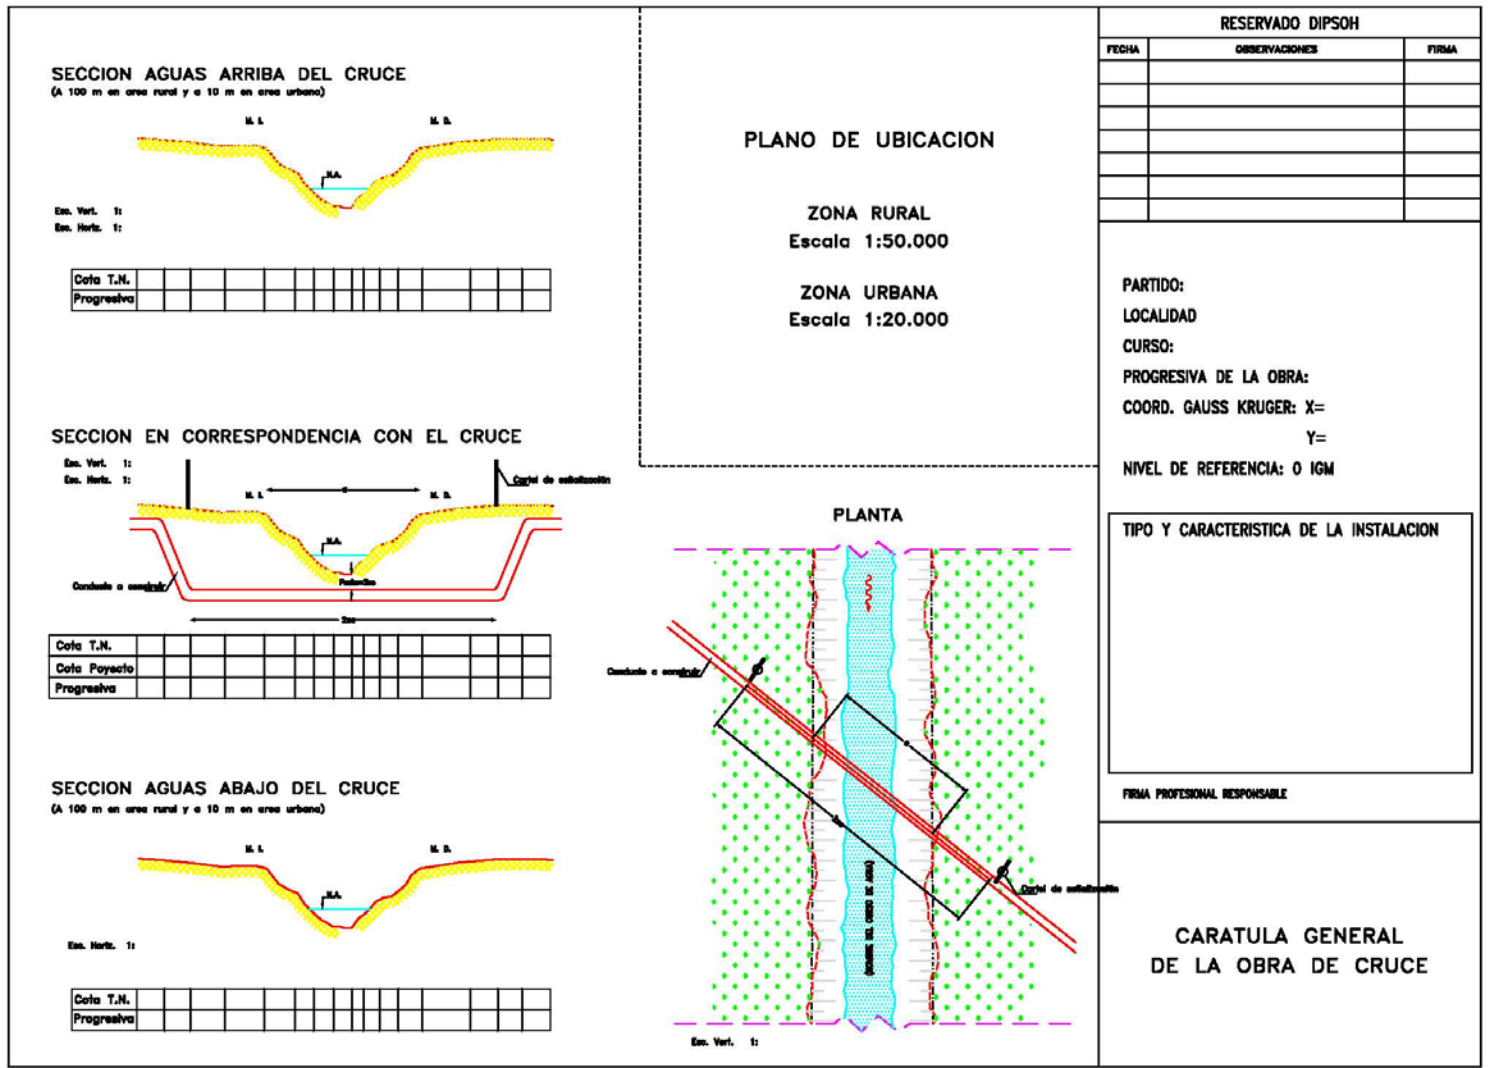 SECCION AGUAS ARRIBA DEL CRUCE
(A 100 m en area rural y a 10 m en area urbana)
M. I.
M. D.
N.A.
Esc. Vert. 1:
Esc. Horiz. 1:
Cota T.N.
Progresiva
SECCION EN CORRESPONDENCIA CON EL CRUCE
Esc. Vert. 1:
Esc. Horiz. 1:
Cartel de señalización
M. I.
M. D.
N.A.
Conducto a construir
Cota T.N.
Cota Poyecto
Progresiva
SECCION AGUAS ABAJO DEL CRUCE
(A 100 m en area rural y a 10 m en area urbana)
M. I.
M. D.
N.A.
Esc. Horiz. 1:
Cota T.N.
Progresiva
PLANO DE UBICACION
ZONA RURAL
Escala 1:50.000
ZONA URBANA
Escala 1:20.000
PLANTA
Conducto a construir
Cartel de señalización
(NOMBRE DEL CURSO DE AGUA)
Esc. Vert. 1:
RESERVADO DIPSOH
FECHA OBSERVACIONES FIRMA
PARTIDO:
LOCALIDAD
CURSO:
PROGRESIVA DE LA OBRA:
COORD. GAUSS KRUGER: X=
Y=
NIVEL DE REFERENCIA: O IGM
TIPO Y CARACTERISTICA DE LA INSTALACION
FIRMA PROFESIONAL RESPONSABLE
CARATULA GENERAL
DE LA OBRA DE CRUCE